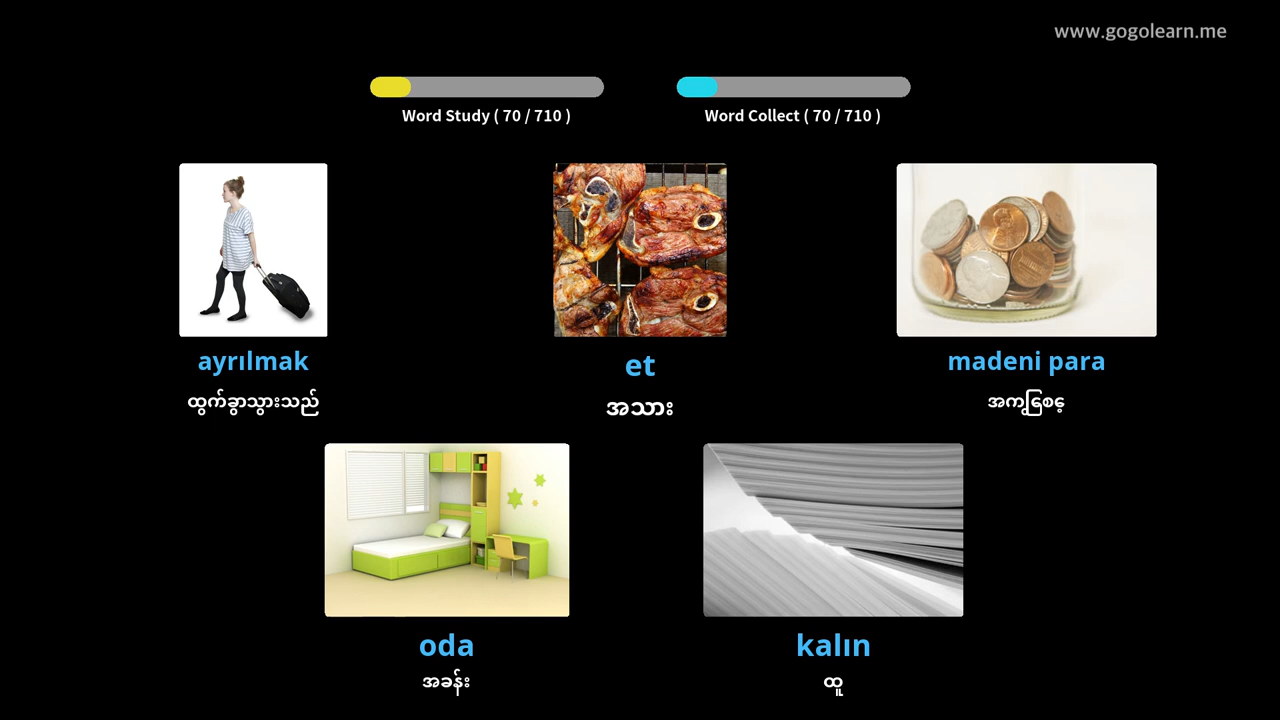 www.gogolearn.me
Word Study ( 70 / 710 )
Word Collect ( 70 / 710 )
ayrılmak
ထွက်ခွာသွားသည်
et
အသား
madeni para
အကြွေစေ့
oda
အခန်း
kalın
ထူ